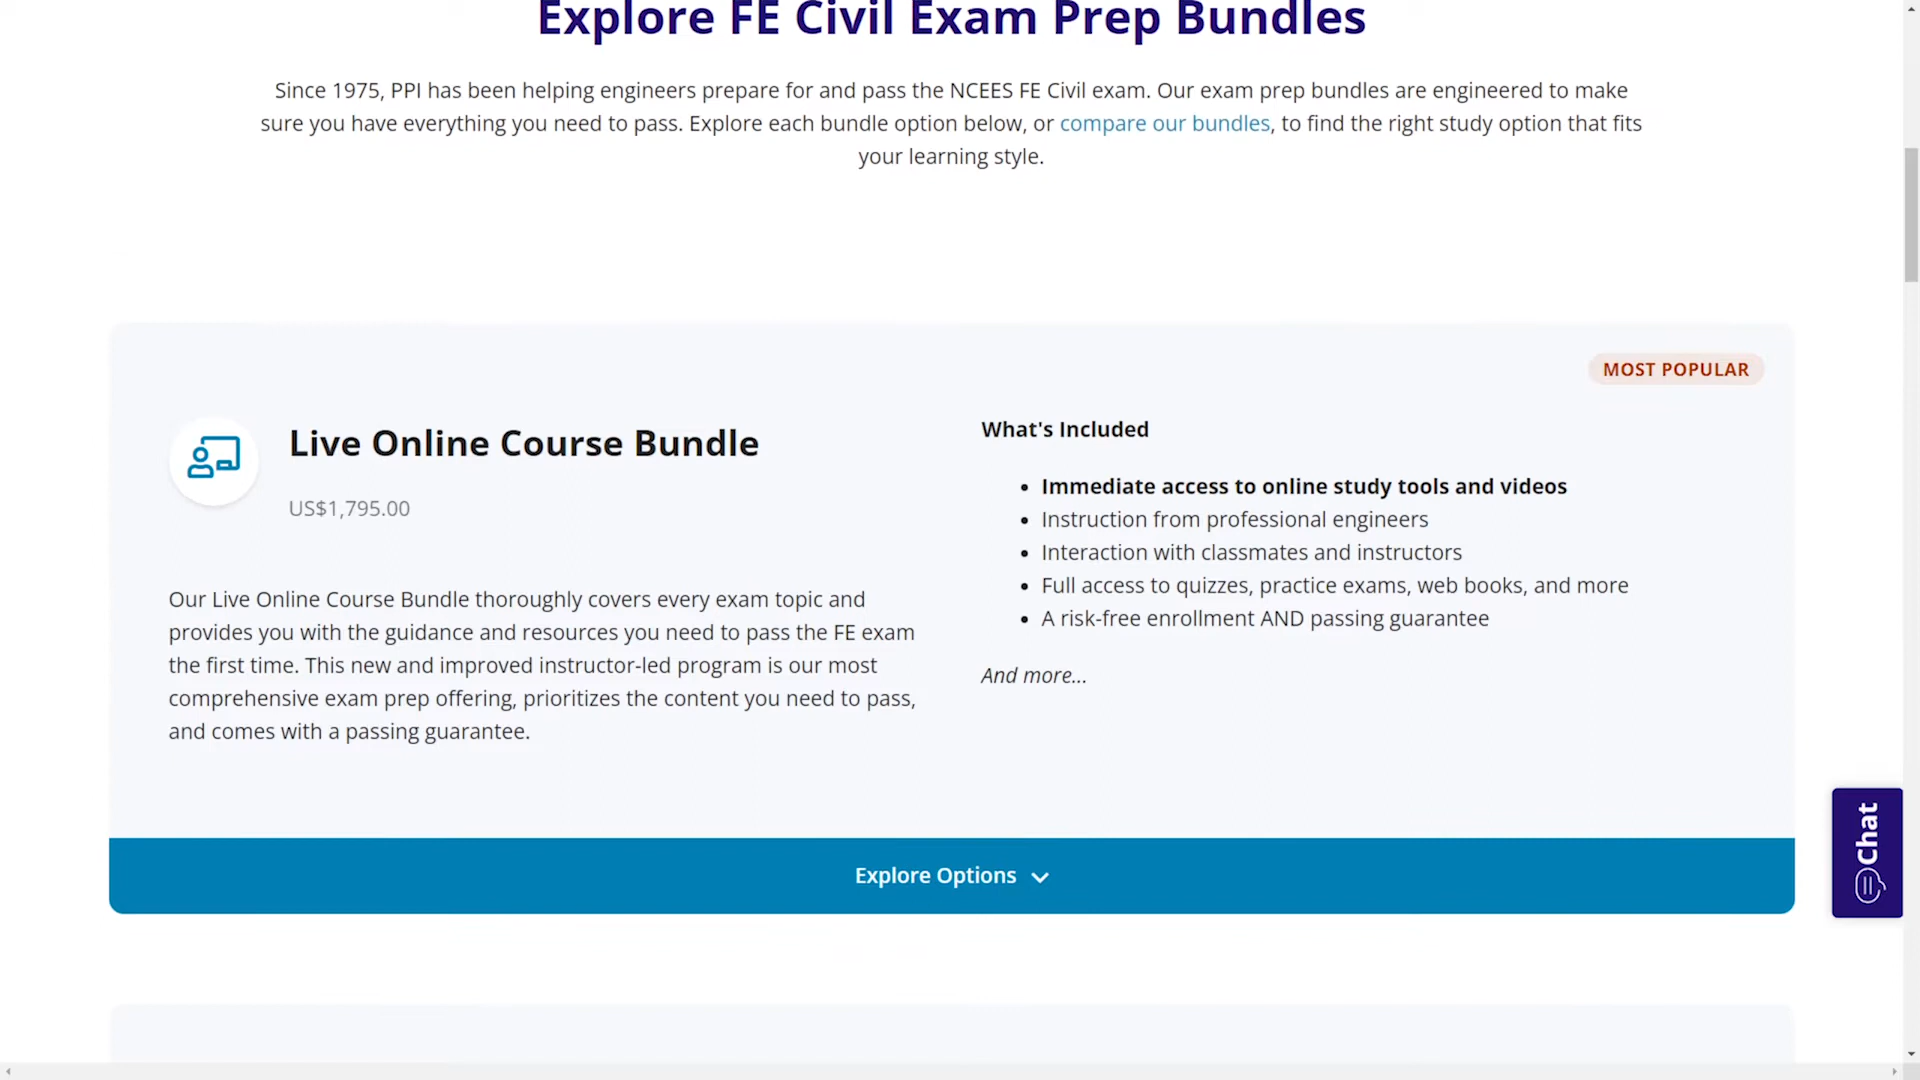 Explore FE Civil Exam Prep Bundles
Since 1975, PPI has been helping engineers prepare for and pass the NCEES FE Civil exam. Our exam prep bundles are engineered to make
sure you have everything you need to pass. Explore each bundle option below, or compare our bundles, to find the right study option that fits
your learning style.
MOST POPULAR
Live Online Course Bundle
US$1,795.00
Our Live Online Course Bundle thoroughly covers every exam topic and
provides you with the guidance and resources you need to pass the FE exam
the first time. This new and improved instructor-led program is our most
comprehensive exam prep offering, prioritizes the content you need to pass,
and comes with a passing guarantee.
What's Included
• Immediate access to online study tools and videos
• Instruction from professional engineers
• Interaction with classmates and instructors
• Full access to quizzes, practice exams, web books, and more
• A risk-free enrollment AND passing guarantee
And more...
Chat
Explore Options